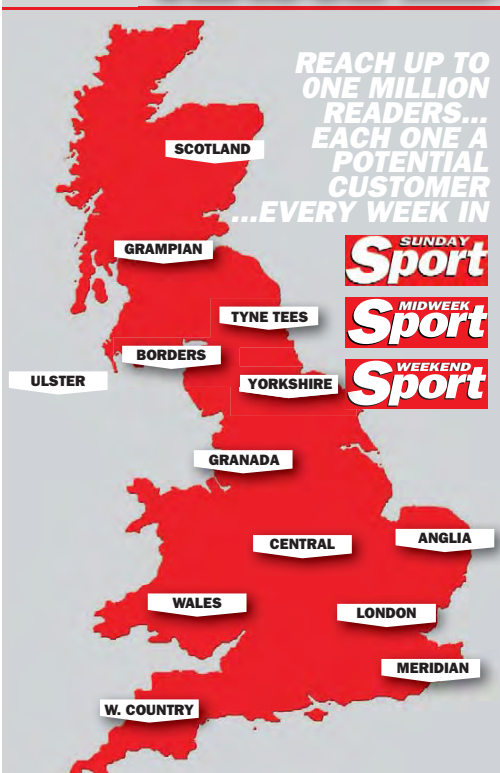 REACH UP TO
ONE MILLION
READERS...
EACH ONE A
POTENTIAL
CUSTOMER
...EVERY WEEK IN
SUNDAY
Sport
MIDWEEK
Sport
WEEKEND
Sport
SCOTLAND
GRAMPIAN
TYNE TEES
BORDERS
ULSTER
YORKSHIRE
GRANADA
ANGLIA
CENTRAL
WALES
LONDON
MERIDIAN
W. COUNTRY